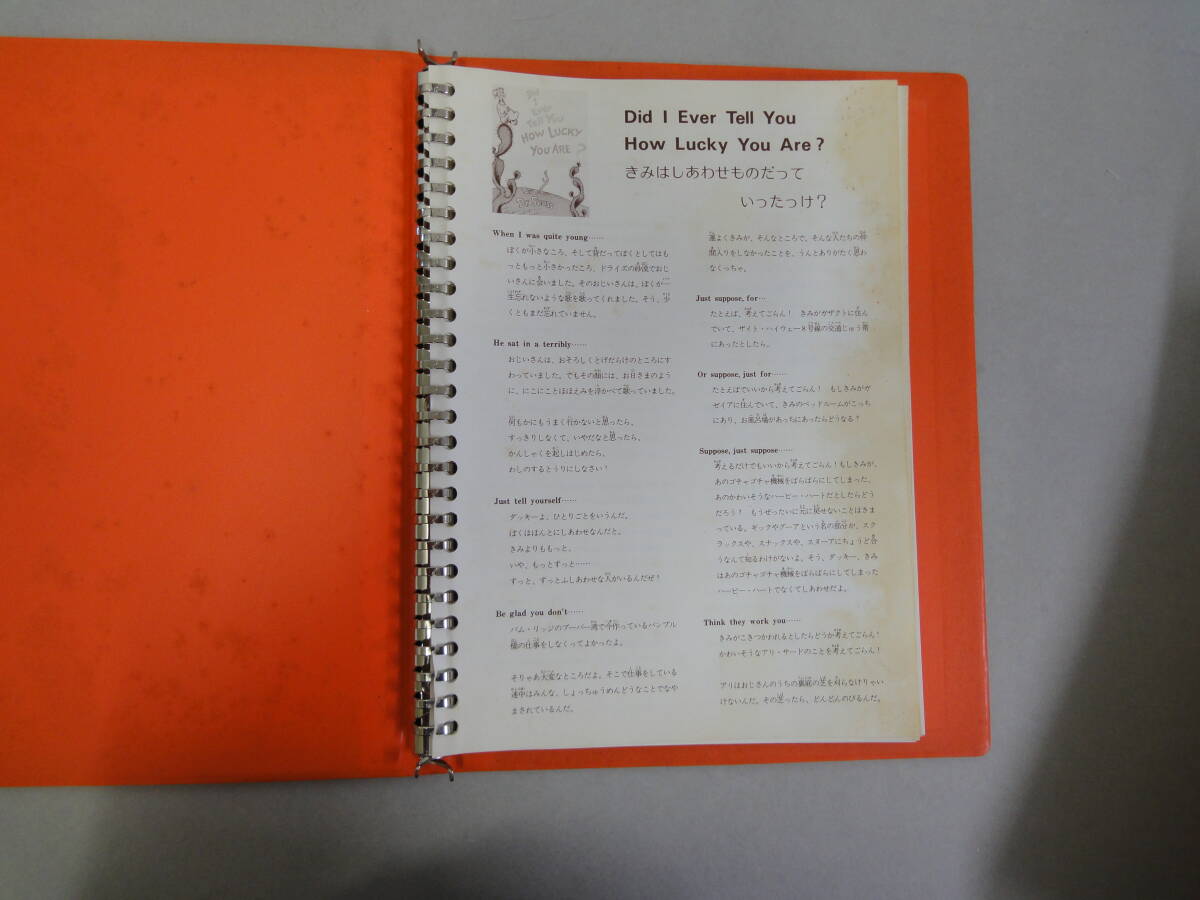 Did
I
Ever
Tell You
HOW LUCKY
YOU ARE?
Dr. Seuss
Did I Ever Tell You
How Lucky You Are?
きみはしあわせものだって
いったっけ?
When I was quite young……
ぼくが小さなころ、そして昔だってぼくとしてはも
っともっと小さかったころ、ドライズの砂漠でおじ
いさんに会いました。そのおじいさんは、ぼくが一
生忘れないような歌を歌ってくれました。そう、少
くともまだ忘れていません。
He sat in a terribly……
おじいさんは、おそろしくとげだらけのところにす
わっていました。でもその顔には、お日さまのよう
に、にこにことほほえみを浮かべて歌っていました。
何もかにもうまく行かないと思ったら、
すっきりしなくて、いやだなと思ったら、
かんしゃくを起しはじめたら、
わしのするとうりにしなさい!
Just tell yourself……
ダッキーよ、ひとりごとをいうんだ。
ぼくはほんとにしあわせなんだと。
きみよりももっと、
いや、もっとずっと……
ずっと、ずっとふしあわせな人がいるんだぜ!
Be glad you don't……
バム・リッジのブーバー湾で今作っているバンブル
橋の仕事をしなくってよかったよ。
そりゃあ大変なところだよ。そこで仕事をしている
連中はみんな、しょっちゅうめんどうなことでなや
まされているんだ。
運よくきみが、そんなところで、そんな人たちの仲
間入りをしなかったことを、うんとありがたく思わ
なくっちゃ。
Just suppose, for…
たとえば、考えてごらん! きみがガザクトに住ん
でいて、ザイト・ハイウェー8号線の交通じゅう滞
にあったとしたら。
Or suppose, just for……
たとえばでいいから考えてごらん! もしきみがガ
ゼイアに住んでいて、きみのベッドルームがこっち
にあり、お風呂場があっちにあったらどうなる?
Suppose, just suppose……
考えるだけでもいいから考えてごらん!もしきみが、
あのゴチャゴチャ機械をばらばらにしてしまった、
あのかわいそうなハービー・ハートだとしたらどう
だろう? もうぜったいに元に戻せないことはきま
っている。ギックやグーアという名の部分が、スク
ラックスや、スナックスや、スヌーアにちょうど合
うなんて知るわけがないよ、そう、ダッキー、きみ
はあのゴチャゴチャ機械をばらばらにしてしまった
ハービー・ハートでなくてしあわせだよ。
Think they work you……
きみがこきつかわれるとしたらどうか考えてごらん!
かわいそうなアリ・サードのことを考えてごらん!
アリはおじさんのうちの裏庭の芝を刈らなけりゃい
けないんだ。その芝ったら、どんどんのびるんだ。